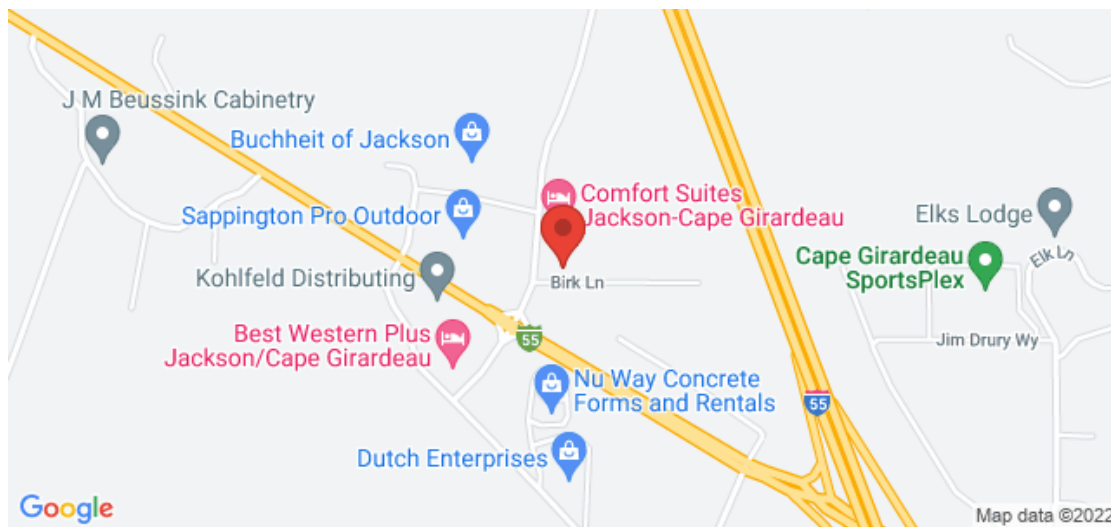 J M Beussink Cabinetry
Buchheit of Jackson
Comfort Suites
Jackson-Cape Girardeau
Sappington Pro Outdoor
Elks Lodge
Elk Ln
Cape Girardeau
SportsPlex
Kohlfeld Distributing
Birk Ln
Best Western Plus
Jackson/Cape Girardeau
55
Jim Drury Wy
Nu Way Concrete
Forms and Rentals
55
Dutch Enterprises
Google
Map data ©2022